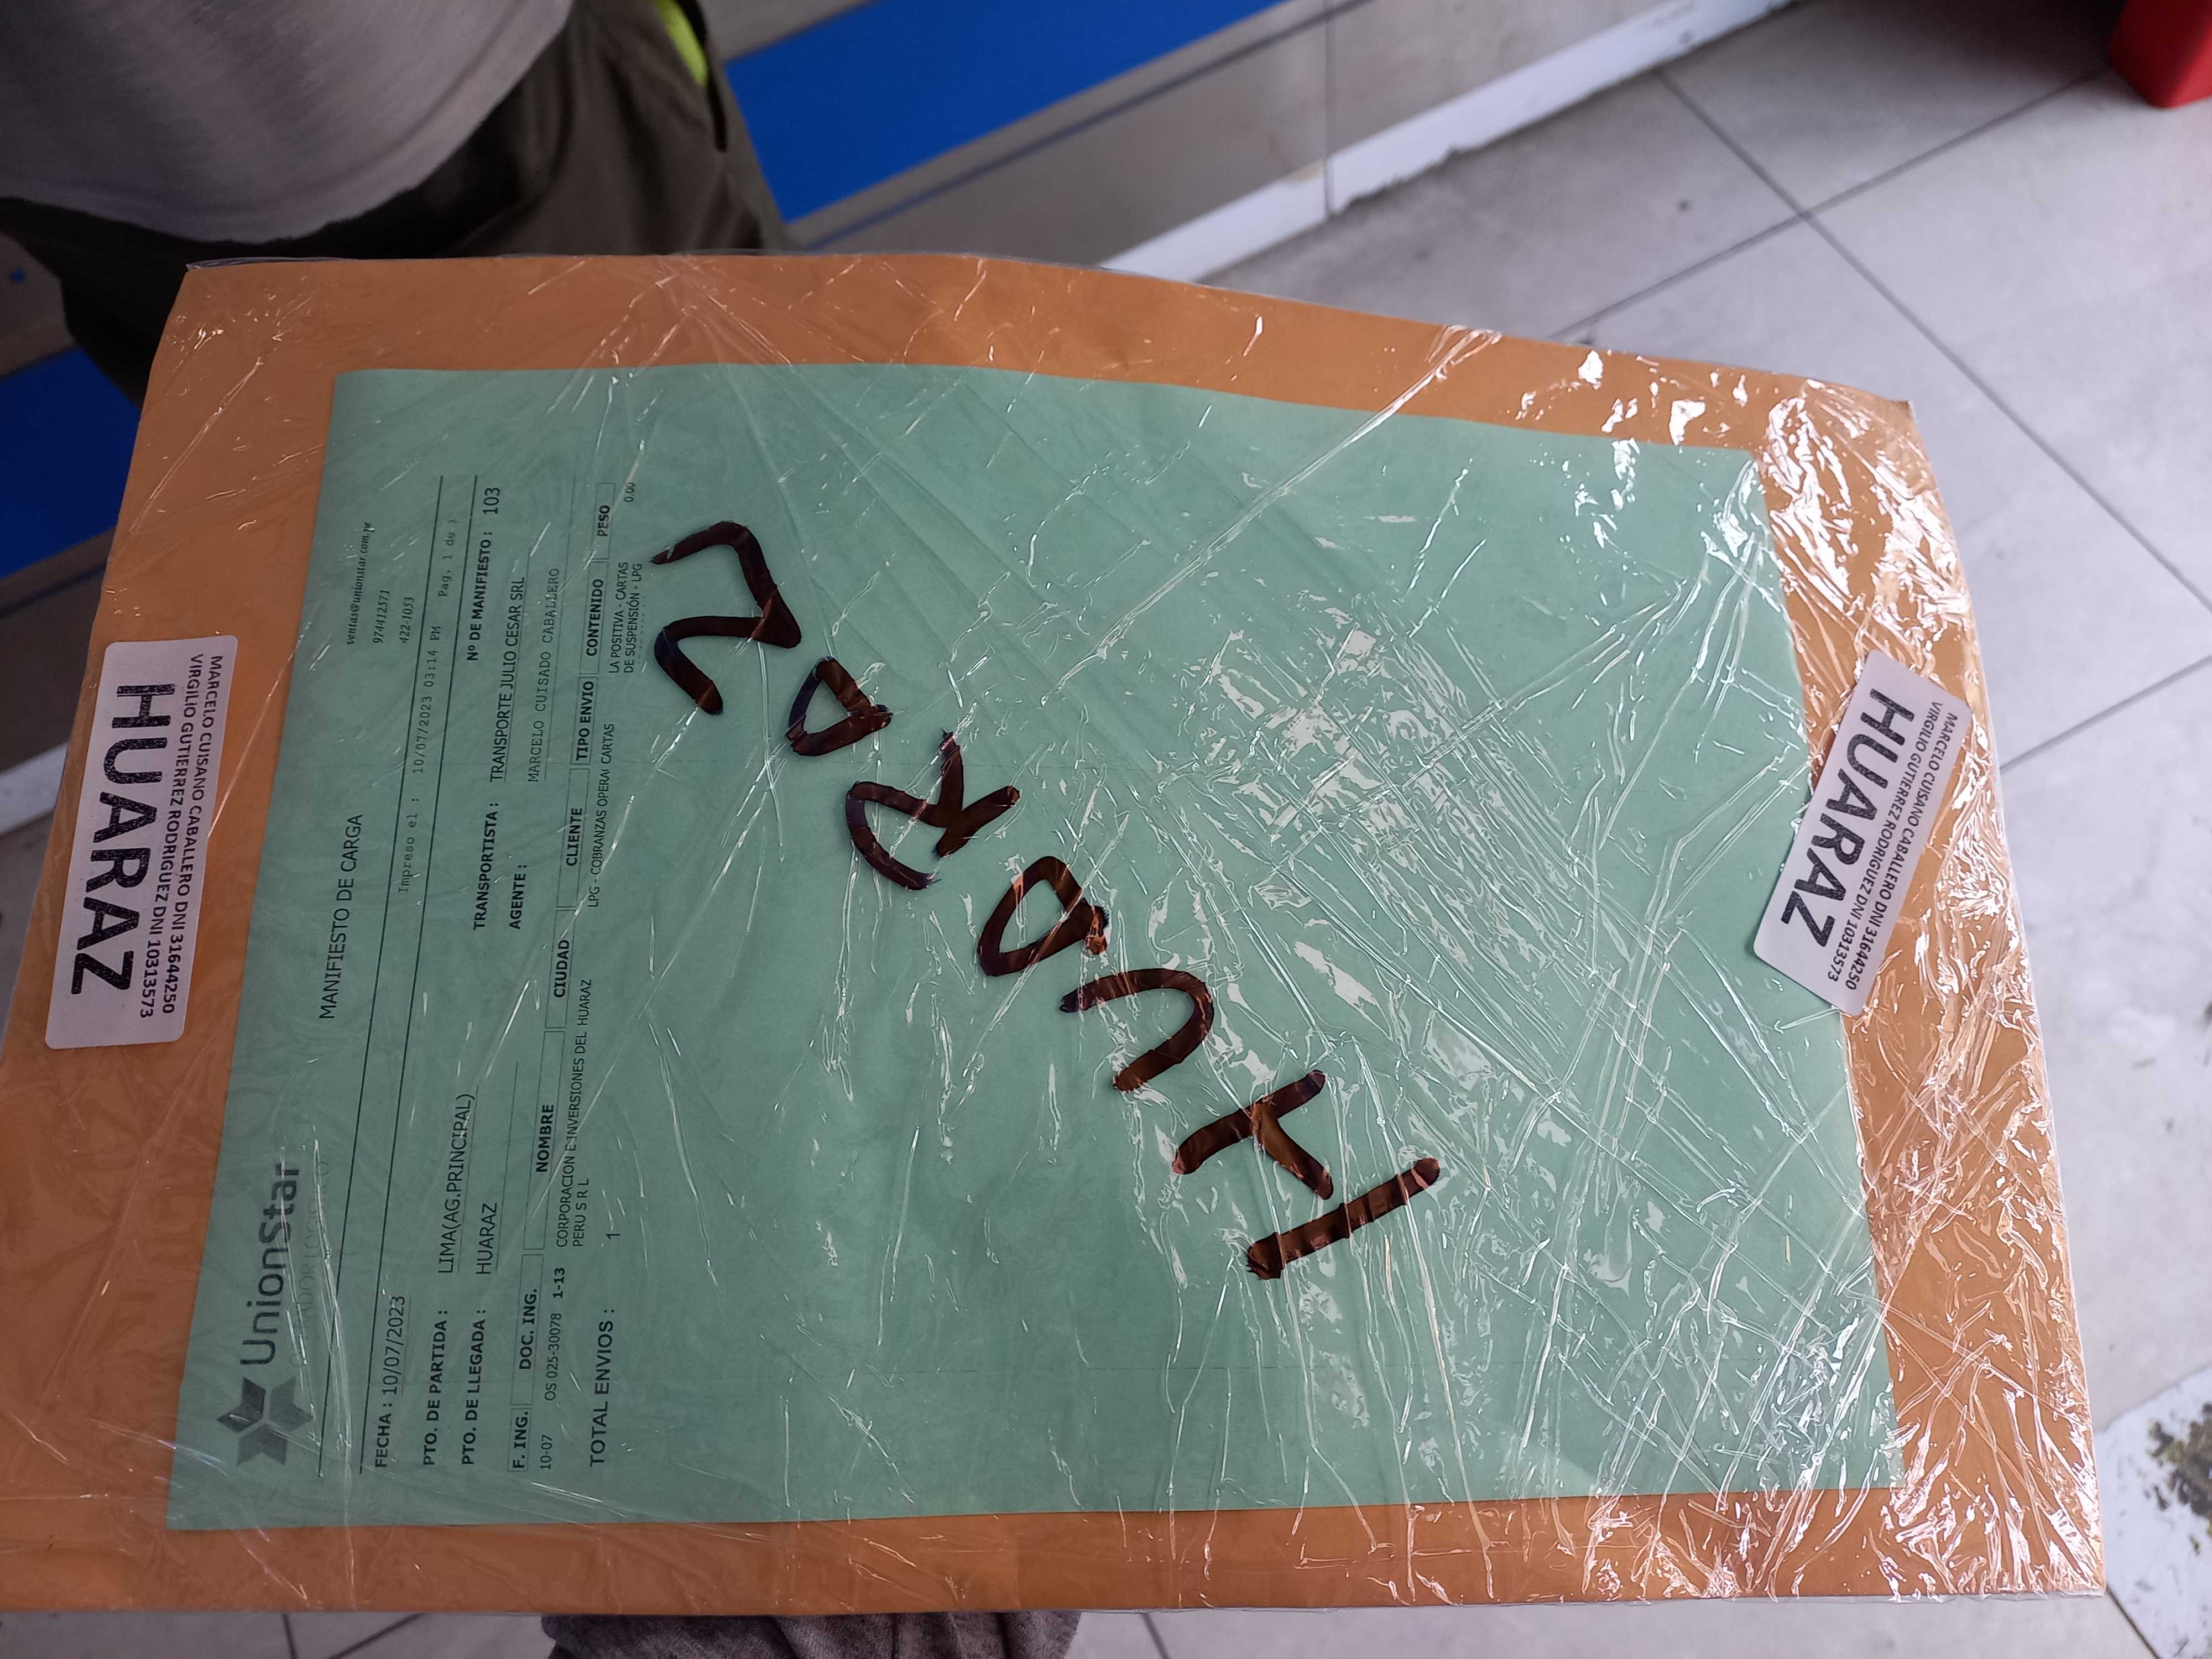 UnionStar
ventas@unionstar.com.pe
974412571
422-1053
MANIFIESTO DE CARGA
Impreso el : 10/07/2023 03:14 PM Pag. 1 de 1
FECHA : 10/07/2023
PTO. DE PARTIDA : LIMA(AG.PRINCIPAL)
Nº DE MANIFIESTO : 103
PTO. DE LLEGADA : HUARAZ
TRANSPORTISTA : TRANSPORTE JULIO CESAR SRL
AGENTE : MARCELO CUISADO CABALLERO
F. ING. DOC. ING. NOMBRE CIUDAD CLIENTE TIPO ENVIO CONTENIDO PESO
10-07 OS 025-30078 1-13 CORPORACION E INVERSIONES DEL HUARAZ LPG - COBRANZAS OPERA CARTAS LA POSITIVA - CARTAS 0.00
PERU S R L DE SUSPENSIÓN - LPG
TOTAL ENVIOS : 1
HUARAZ
MARCELO CUISANO CABALLERO DNI 31644250
VIRGILIO GUTIERREZ RODRIGUEZ DNI 10313573
HUARAZ
MARCELO CUISANO CABALLERO DNI 31644250
VIRGILIO GUTIERREZ RODRIGUEZ DNI 10313573
HUARAZ